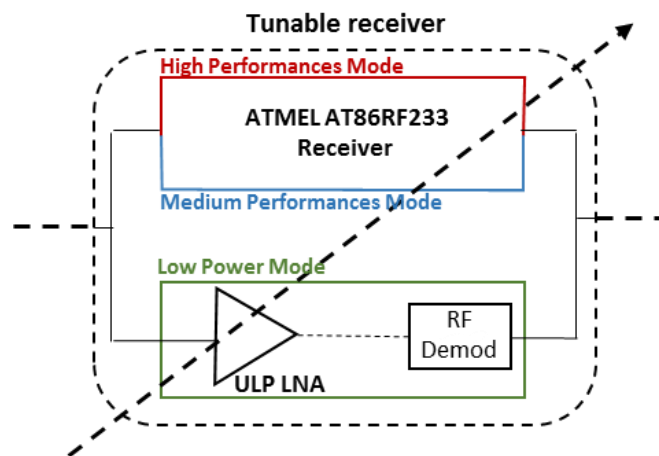 Tunable receiver
High Performances Mode
ATMEL AT86RF233
Receiver
Medium Performances Mode
Low Power Mode
RF
Demod
ULP LNA